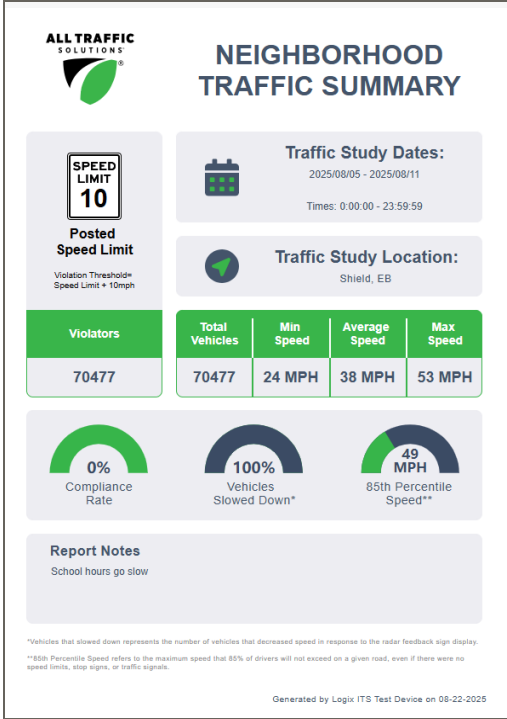 ALL TRAFFIC
SOLUTIONS
®
NEIGHBORHOOD
TRAFFIC SUMMARY
SPEED
LIMIT
10
Posted
Speed Limit
Violation Threshold=
Speed Limit + 10mph
Traffic Study Dates:
2025/08/05 - 2025/08/11
Times: 0:00:00 - 23:59:59
Traffic Study Location:
Shield, EB
Violators
70477
Total
Vehicles
Min
Speed
Average
Speed
Max
Speed
70477 24 MPH 38 MPH 53 MPH
0%
Compliance
Rate
100%
Vehicles
Slowed Down*
49
MPH
85th Percentile
Speed**
Report Notes
School hours go slow
*Vehicles that slowed down represents the number of vehicles that decreased speed in response to the radar feedback sign display.
**85th Percentile Speed refers to the maximum speed that 85% of drivers will not exceed on a given road, even if there were no
speed limits, stop signs, or traffic signals.
Generated by Logix ITS Test Device on 08-22-2025